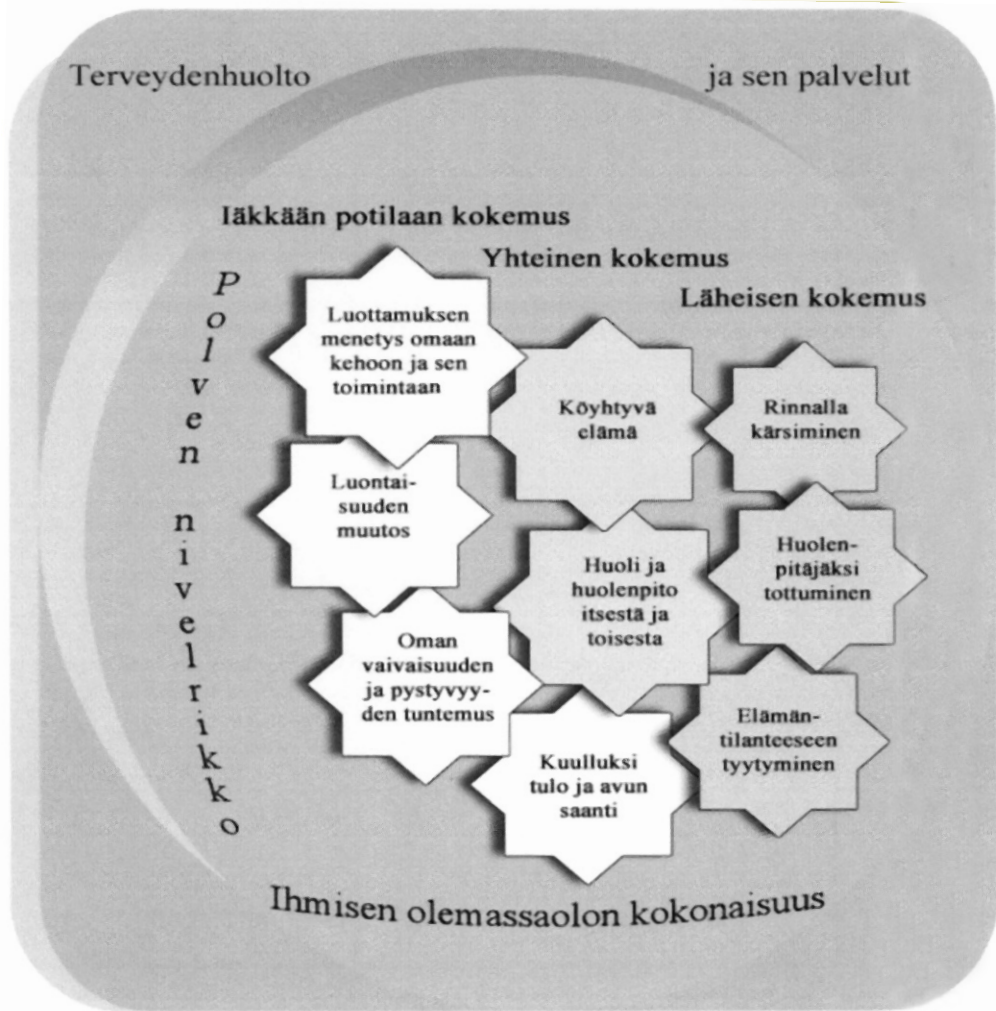 Terveydenhuolto ja sen palvelut
Iäkkään potilaan kokemus
Yhteinen kokemus
Läheisen kokemus
Polven nivelrikko
Luottamuksen
menetys omaan
kehoon ja sen
toimintaan
Luontai-
suuden
muutos
Oman
vaivaisuuden
ja pystyvyy-
den tuntemus
Köyhtyvä
elämä
Huoli ja
huolenpito
itsestä ja
toisesta
Kuulluksi
tulo ja avun
saanti
Rinnalla
kärsiminen
Huolen-
pitäjäksi
tottuminen
Elämän-
tilanteeseen
tyytyminen
Ihmisen olemassaolon kokonaisuus